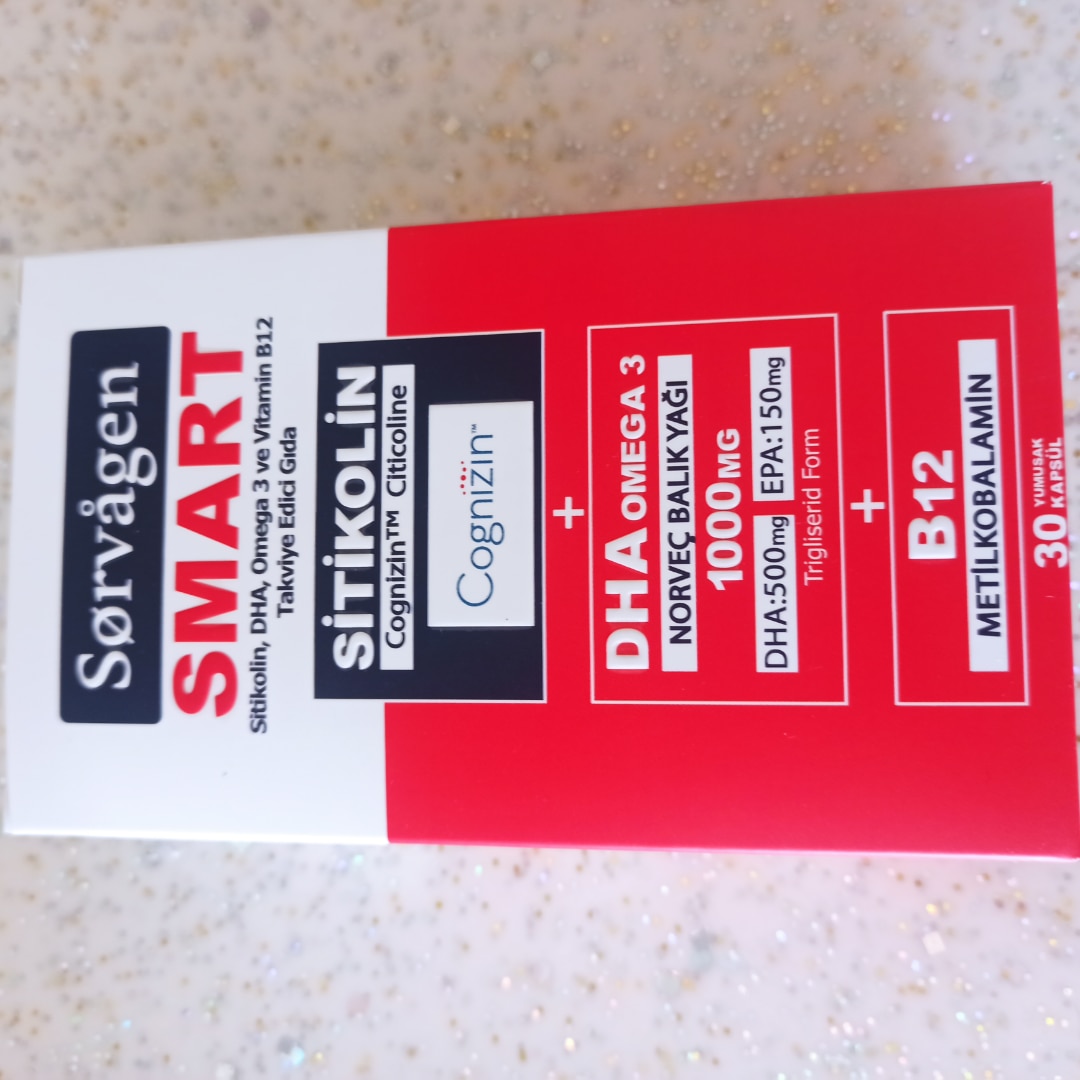 Sørvågen
SMART
Sitikolin, DHA, Omega 3 ve Vitamin B12
Takviye Edici Gıda
SİTİKOLİN
Cognizin™ Citicoline
Cognizin™
+
DHA OMEGA 3
NORVEÇ BALIK YAĞI
1000MG
DHA:500mg EPA:150mg
Trigliserid Form
+
B12
METİLKOBALAMİN
30 YUMUŞAK
KAPSÜL